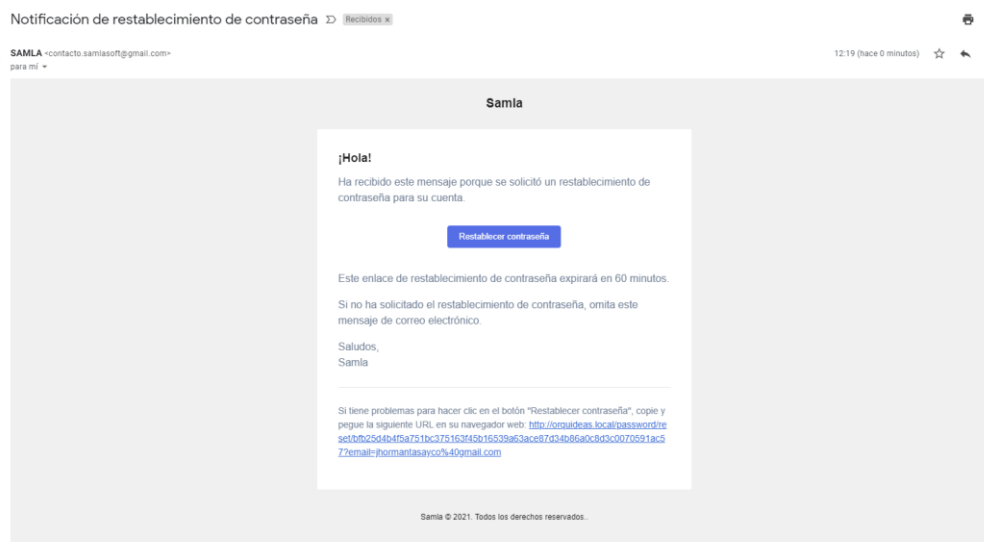 Notificación de restablecimiento de contraseña Recibidos x
SAMLA <contacto.samlasoft@gmail.com>
12:19 (hace 0 minutos)
para mí
Samla
¡Hola!
Ha recibido este mensaje porque se solicitó un restablecimiento de
contraseña para su cuenta.
Restablecer contraseña
Este enlace de restablecimiento de contraseña expirará en 60 minutos.
Si no ha solicitado el restablecimiento de contraseña, omita este
mensaje de correo electrónico.
Saludos,
Samla
Si tiene problemas para hacer clic en el botón "Restablecer contraseña", copie y
pegue la siguiente URL en su navegador web: http://orquideas.local/password/re
set/bfb25d4b4f5a751bc375163f45b16539a63ace87d34b86a0c8d3c0070591ac5
7?email=jhormantasayco%40gmail.com
Samla © 2021. Todos los derechos reservados..